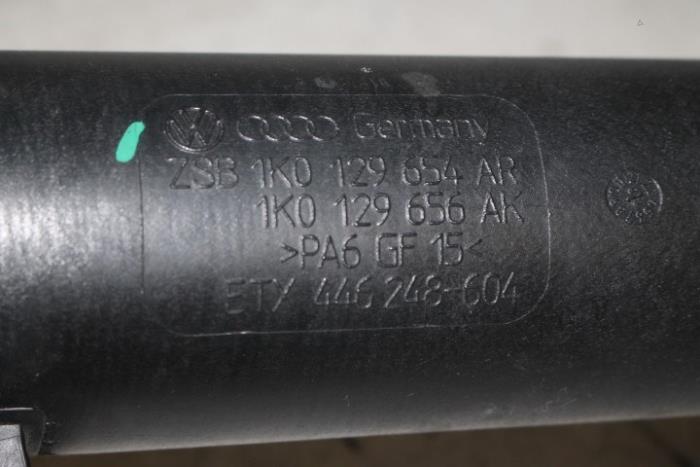 Germany
ZSB 1K0 129 654 AR
1K0 129 656 AK
>PA6 GF 15<
ETY 446 248-604